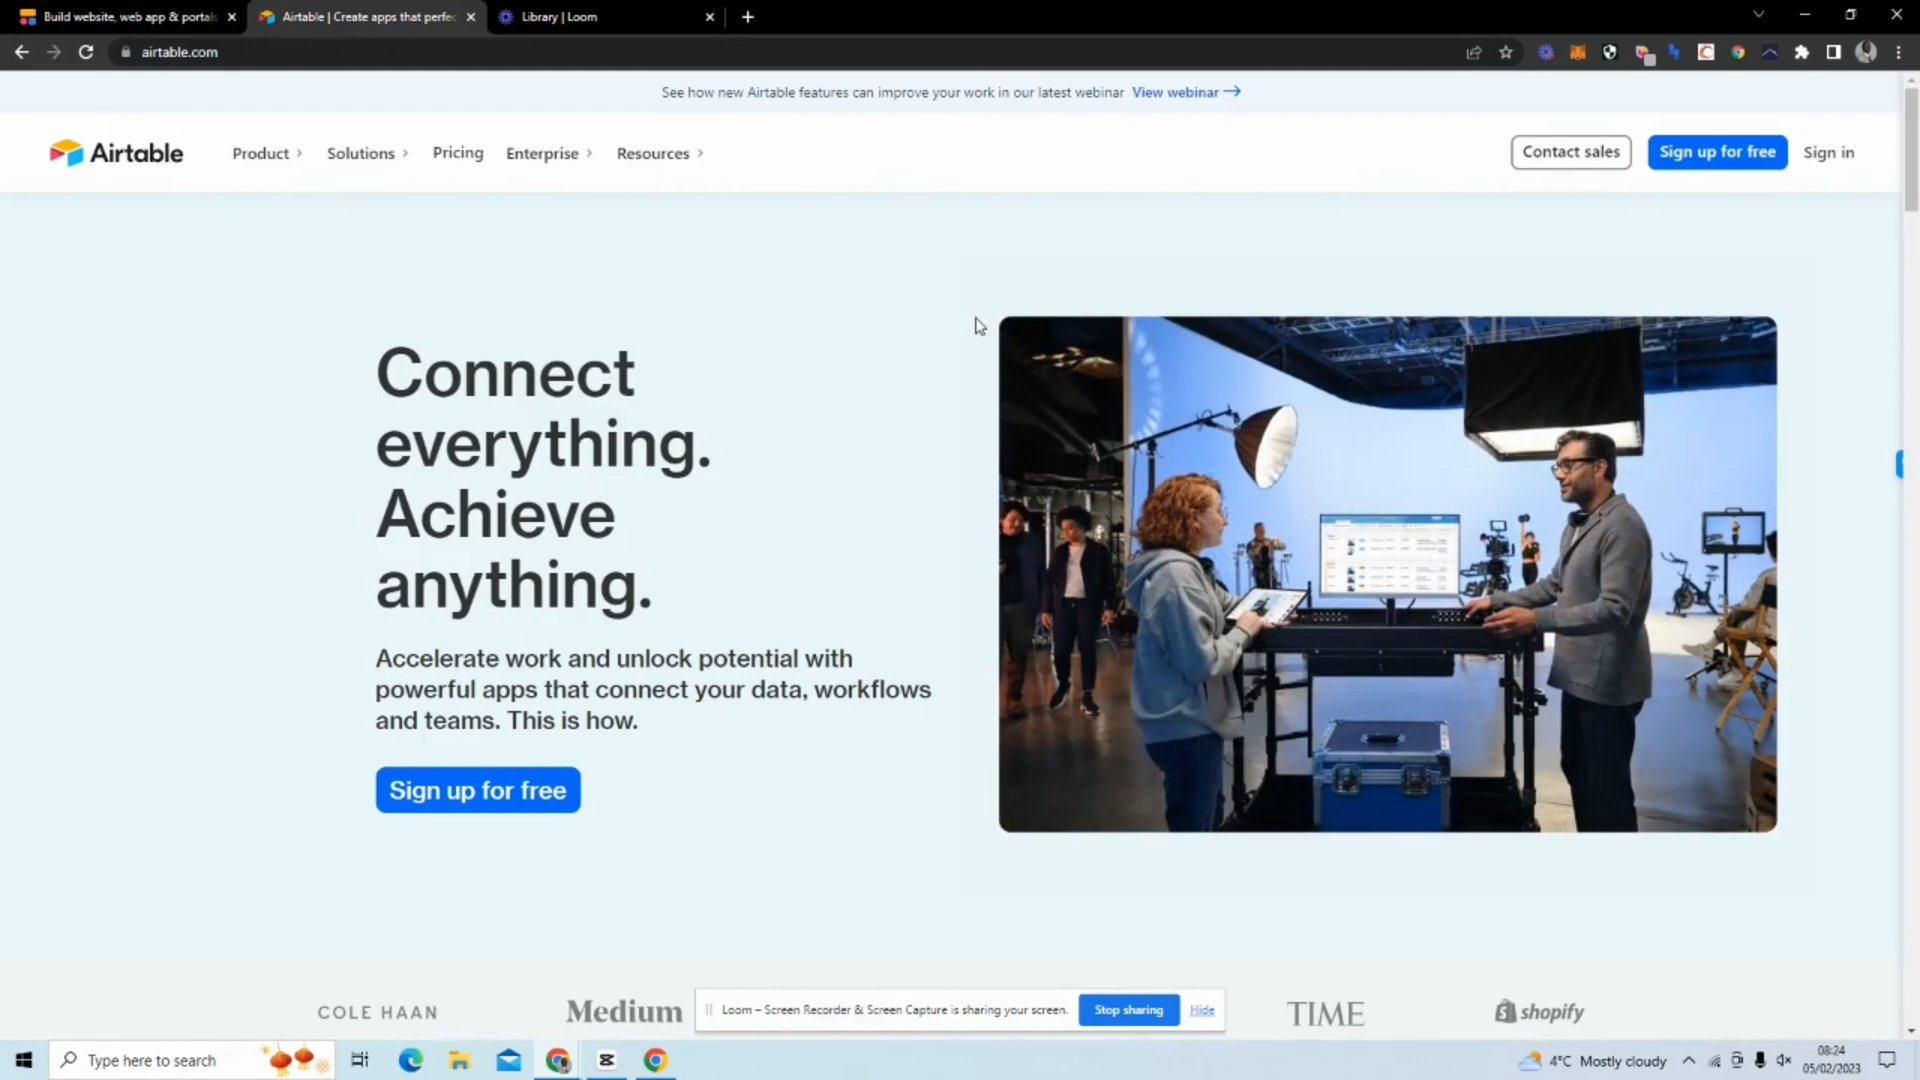 Build website, web app & portals
Airtable | Create apps that perfec
Library | Loom
airtable.com
See how new Airtable features can improve your work in our latest webinar View webinar →
Airtable
Product
Solutions
Pricing
Enterprise
Resources
Contact sales
Sign up for free
Sign in
Connect
everything.
Achieve
anything.
Accelerate work and unlock potential with
powerful apps that connect your data, workflows
and teams. This is how.
Sign up for free
COLE HAAN
Medium
Loom – Screen Recorder & Screen Capture is sharing your screen.
Stop sharing
Hide
TIME
shopify
Type here to search
4°C Mostly cloudy
08:24
05/02/2023